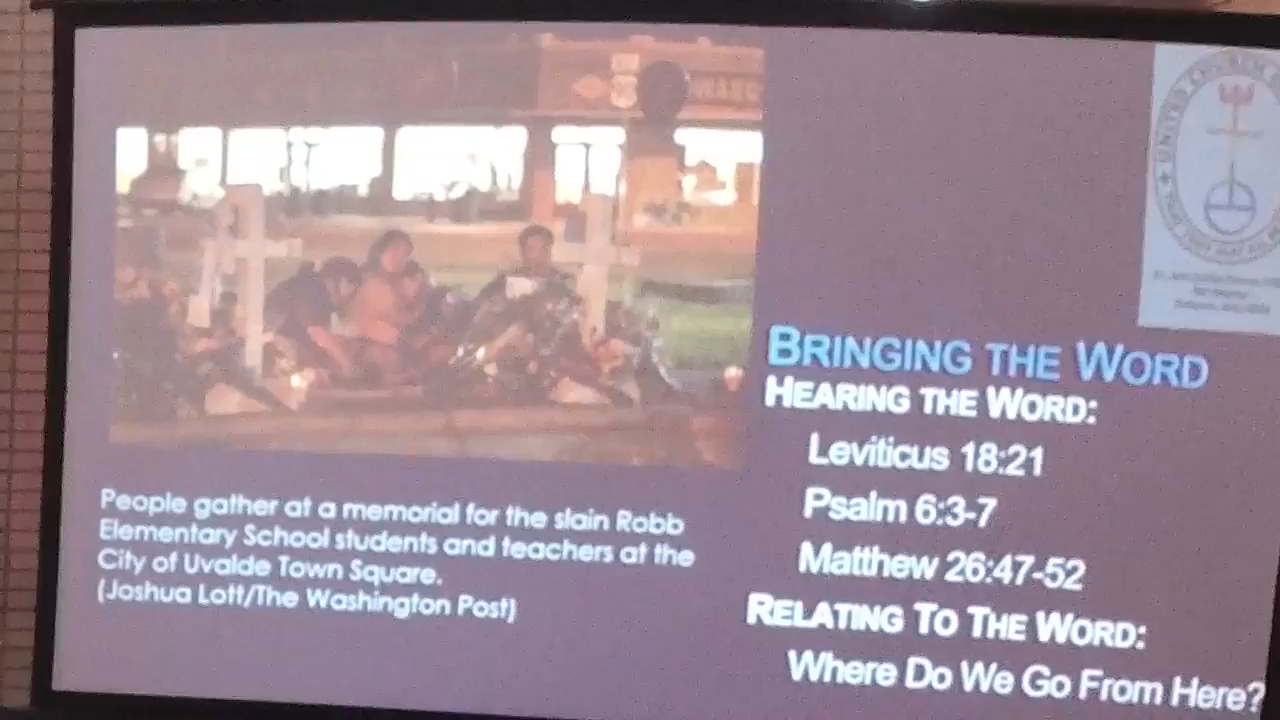 People gather at a memorial for the slain Robb
Elementary School students and teachers at the
City of Uvalde Town Square.
(Joshua Lott/The Washington Post)
UNITED CHURCH
BRINGING THE WORD
HEARING THE WORD:
Leviticus 18:21
Psalm 6:3-7
Matthew 26:47-52
RELATING TO THE WORD:
Where Do We Go From Here?